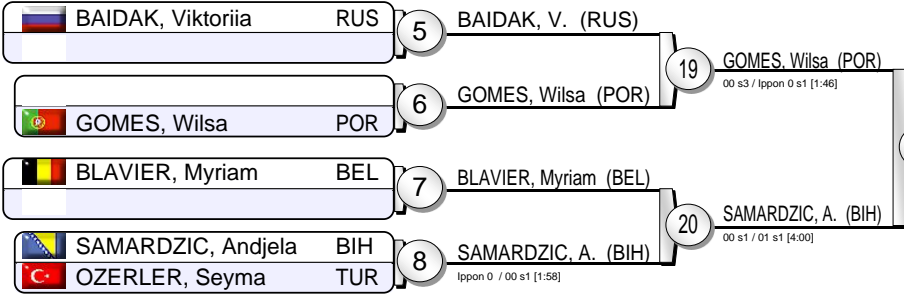 BAIDAK, Viktoriia RUS
5
BAIDAK, V. (RUS)
6
GOMES, Wilsa POR
GOMES, Wilsa (POR)
19
GOMES, Wilsa (POR)
00 s3 / Ippon 0 s1 [1:46]
BLAVIER, Myriam BEL
7
BLAVIER, Myriam (BEL)
SAMARDZIC, Andjela BIH
OZERLER, Seyma TUR
8
SAMARDZIC, A. (BIH)
Ippon 0 / 00 s1 [1:58]
20
SAMARDZIC, A. (BIH)
00 s1 / 01 s1 [4:00]